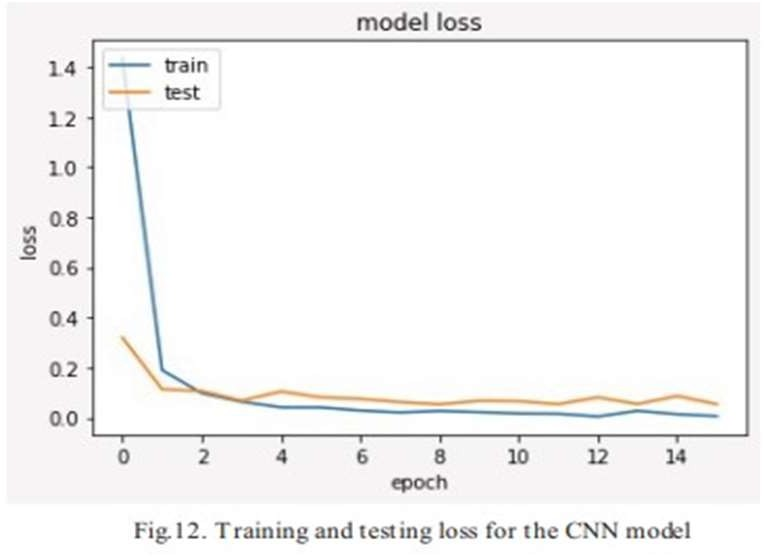 model loss
1.4
1.2
1.0
0.8
0.6
0.4
0.2
0.0
loss
train
test
0 2 4 6 8 10 12 14
epoch
Fig.12. Training and testing loss for the CNN model